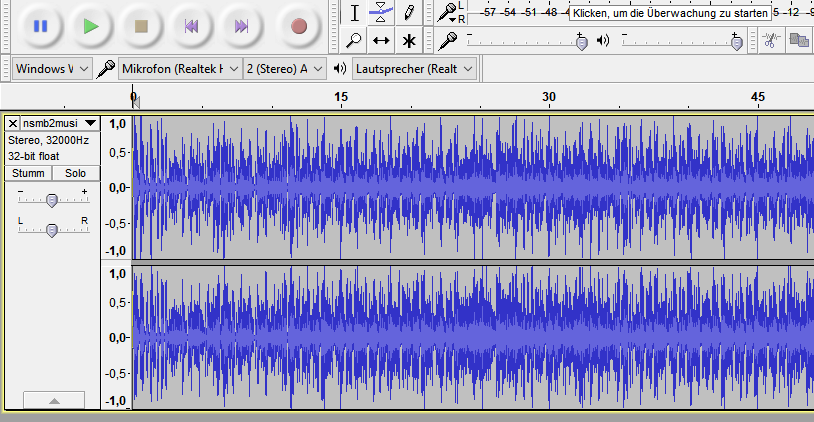 L
R
-57 -54 -51 -48 -4 Klicken, um die Überwachung zu starten 5 -12 -9
Windows V Mikrofon (Realtek H 2 (Stereo) A Lautsprecher (Realt
0 15 30 45
X nsmb2musi
Stereo, 32000Hz
32-bit float
Stumm Solo
- +
L R
1,0
0,5-
0,0-
-0,5-
-1,0
1,0
0,5-
0,0-
-0,5-
-1,0